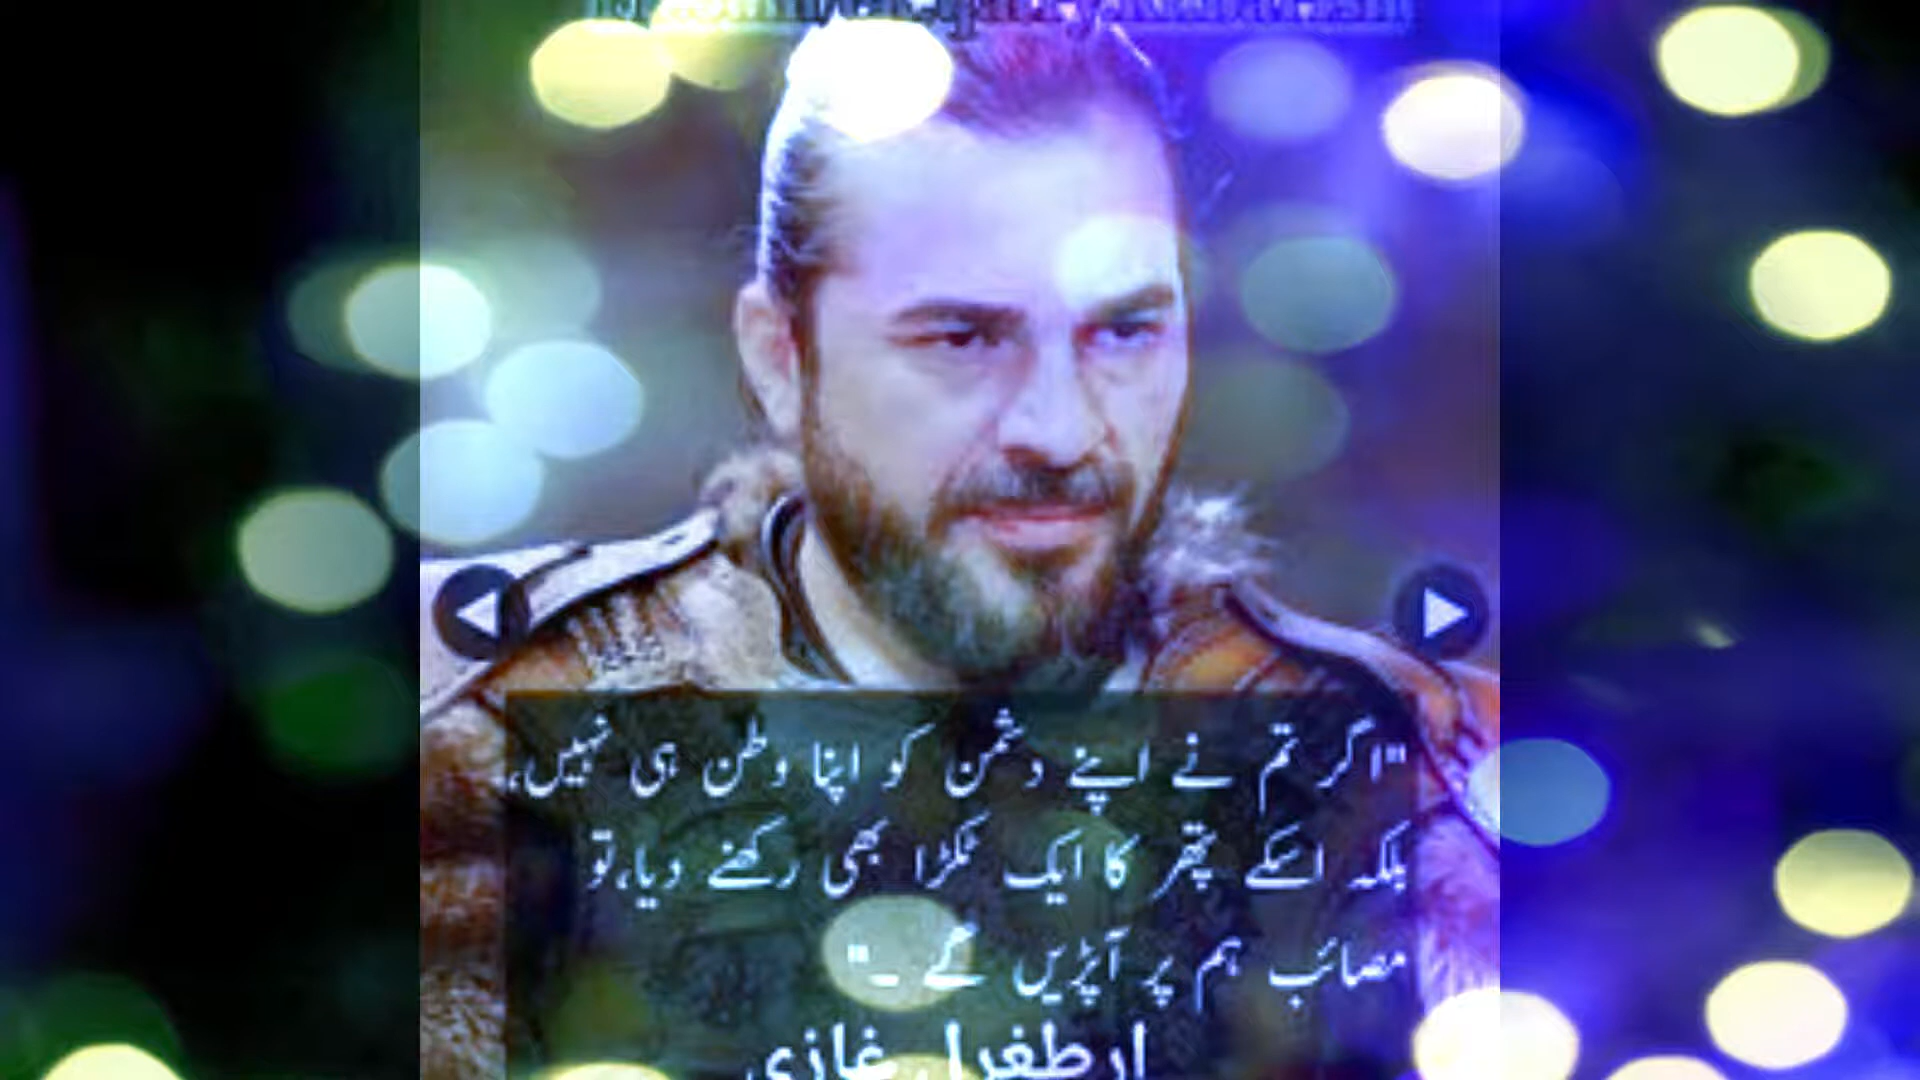 "اگر تم نے اپنے دشمن کو اپنا وطن ہی نہیں،
بلکہ اسکے پتھر کا ایک ٹکڑا بھی رکھنے دیا،تو
مصائب ہم پر آپڑیں گے ۔"
ارطغرل غازی